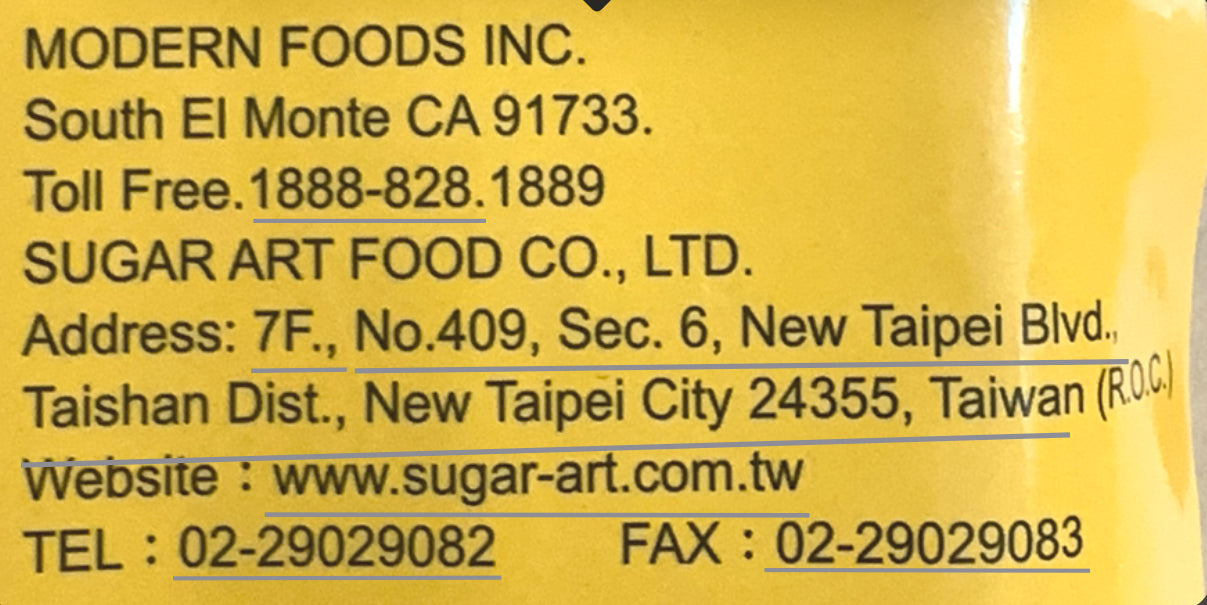 MODERN FOODS INC.
South El Monte CA 91733.
Toll Free.1888-828.1889
SUGAR ART FOOD CO., LTD.
Address: 7F., No.409, Sec. 6, New Taipei Blvd.,
Taishan Dist., New Taipei City 24355, Taiwan (R.O.C.)
Website：www.sugar-art.com.tw
TEL：02-29029082 FAX：02-29029083